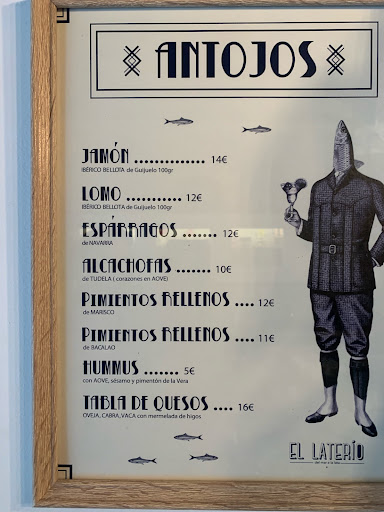 ANTOJOS
JAMÓN .............. 14€
IBÉRICO BELLOTA de Guijuelo 100gr
LOMO ........... 12€
IBÉRICO BELLOTA de Guijuelo 100gr
ESPÁRRAGOS ....... 12€
de NAVARRA
ALCACHOFAS ....... 10€
de TUDELA ( corazones en AOVE)
PIMIENTOS RELLENOS .... 12€
de MARISCO
PIMIENTOS RELLENOS .... 11€
de BACALAO
HUMMUS ....... 5€
con AOVE, sésamo y pimentón de la Vera
TABLA DE QUESOS .... 16€
OVEJA, CABRA, VACA con mermelada de higos
EL LATERÍO